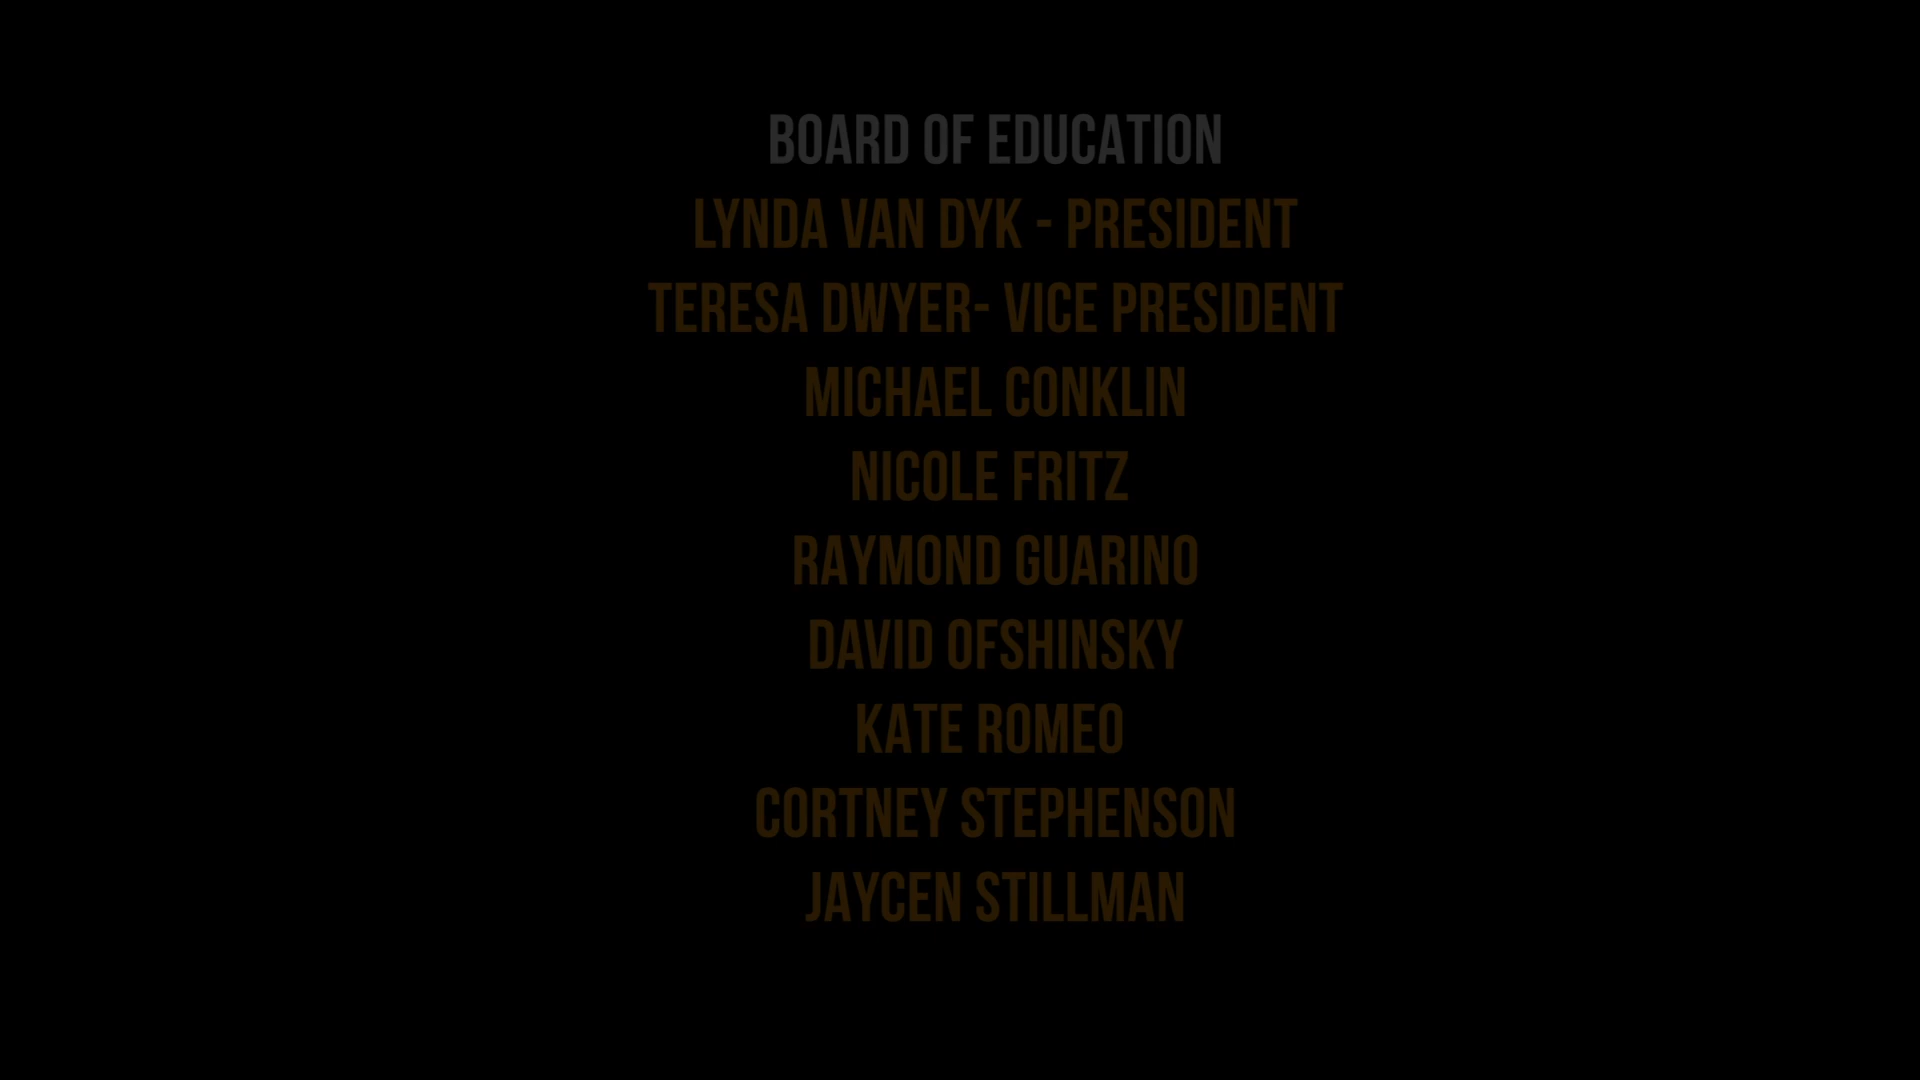 BOARD OF EDUCATION
LYNDA VAN DYK - PRESIDENT
TERESA DWYER- VICE PRESIDENT
MICHAEL CONKLIN
NICOLE FRITZ
RAYMOND GUARINO
DAVID OFSHINSKY
KATE ROMEO
CORTNEY STEPHENSON
JAYCEN STILLMAN